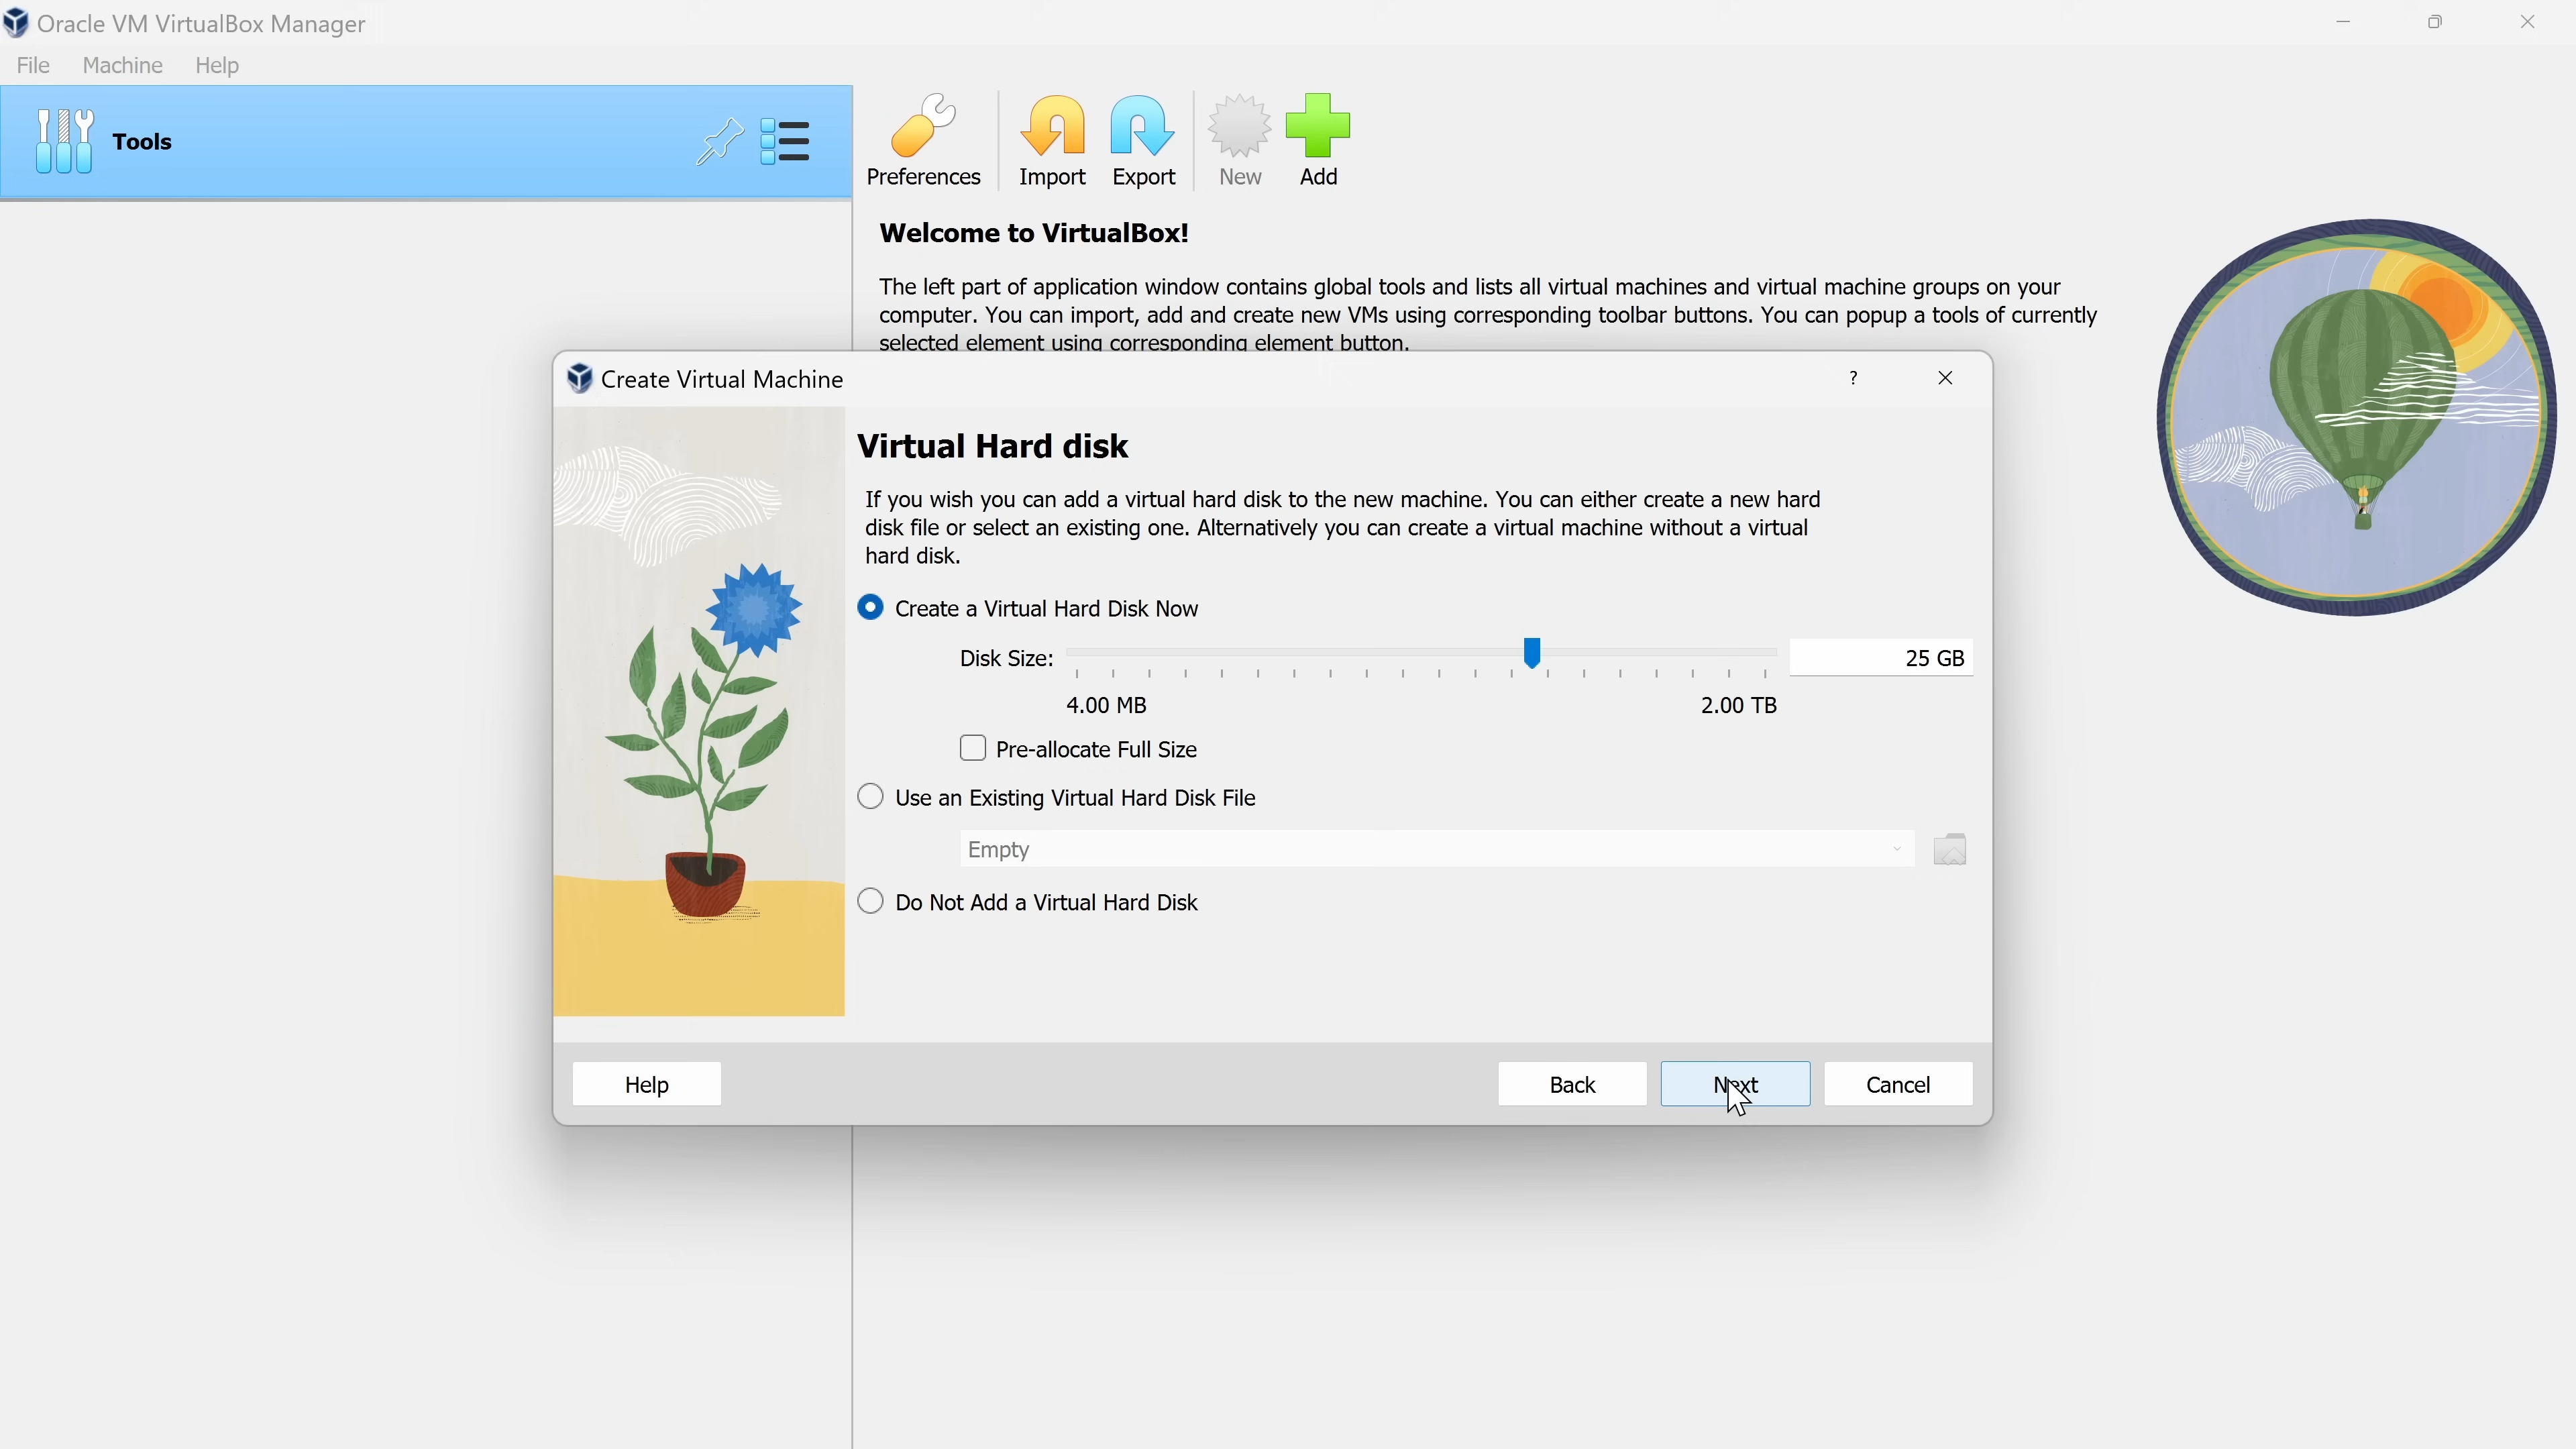 Oracle VM VirtualBox Manager
File Machine Help
Tools
Preferences Import Export New Add
Welcome to VirtualBox!
The left part of application window contains global tools and lists all virtual machines and virtual machine groups on your
computer. You can import, add and create new VMs using corresponding toolbar buttons. You can popup a tools of currently
selected element using corresponding element button.
Create Virtual Machine
?
Virtual Hard disk
If you wish you can add a virtual hard disk to the new machine. You can either create a new hard
disk file or select an existing one. Alternatively you can create a virtual machine without a virtual
hard disk.
Create a Virtual Hard Disk Now
Disk Size: 25 GB
4.00 MB 2.00 TB
Pre-allocate Full Size
Use an Existing Virtual Hard Disk File
Empty
Do Not Add a Virtual Hard Disk
Help Back Next Cancel